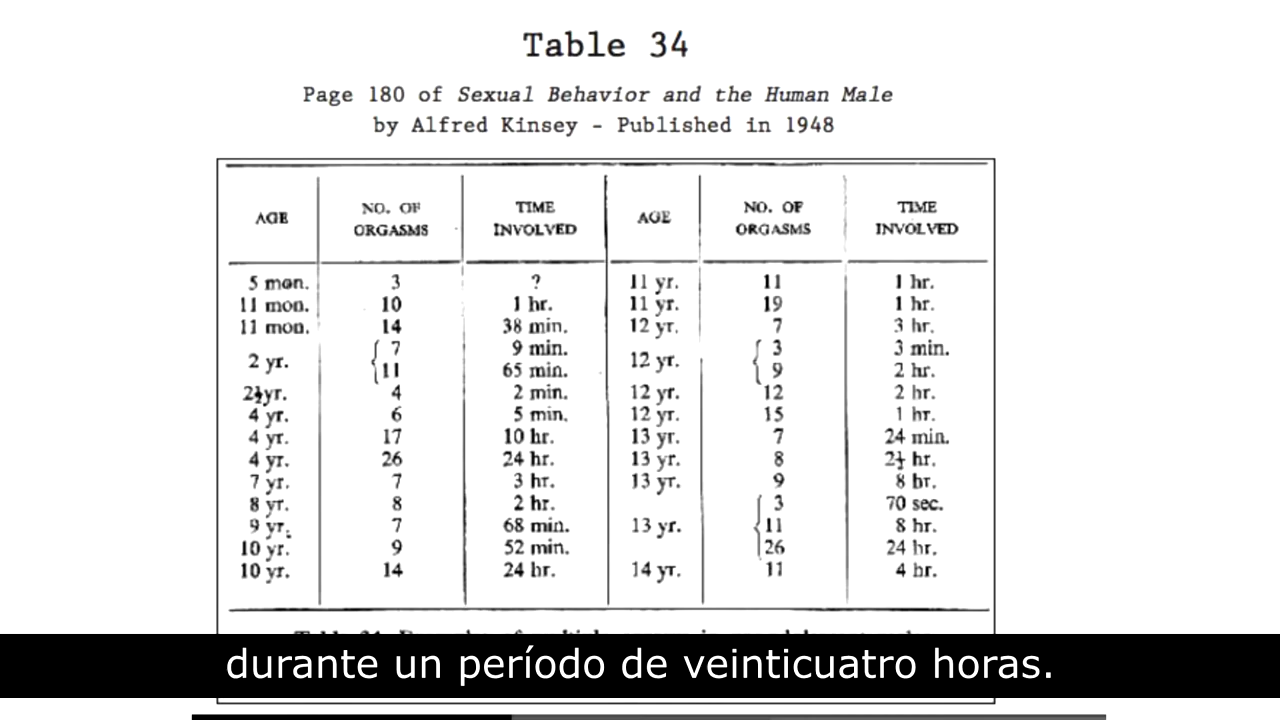 Table 34
Page 180 of Sexual Behavior and the Human Male
by Alfred Kinsey - Published in 1948
AGE NO. OF ORGASMS TIME INVOLVED AGE NO. OF ORGASMS TIME INVOLVED
5 mon. 3 ? 11 yr. 11 1 hr.
11 mon. 10 1 hr. 11 yr. 19 1 hr.
11 mon. 14 38 min. 12 yr. 7 3 hr.
2 yr. 7 9 min. 12 yr. 3 3 min.
11 65 min. 9 2 hr.
2½ yr. 4 2 min. 12 yr. 12 2 hr.
4 yr. 6 5 min. 12 yr. 15 1 hr.
4 yr. 17 10 hr. 13 yr. 7 24 min.
4 yr. 26 24 hr. 13 yr. 8 2½ hr.
7 yr. 7 3 hr. 13 yr. 9 8 hr.
8 yr. 8 2 hr. 3 70 sec.
9 yr. 7 68 min. 13 yr. 11 8 hr.
10 yr. 9 52 min. 26 24 hr.
10 yr. 14 24 hr. 14 yr. 11 4 hr.
durante un período de veinticuatro horas.